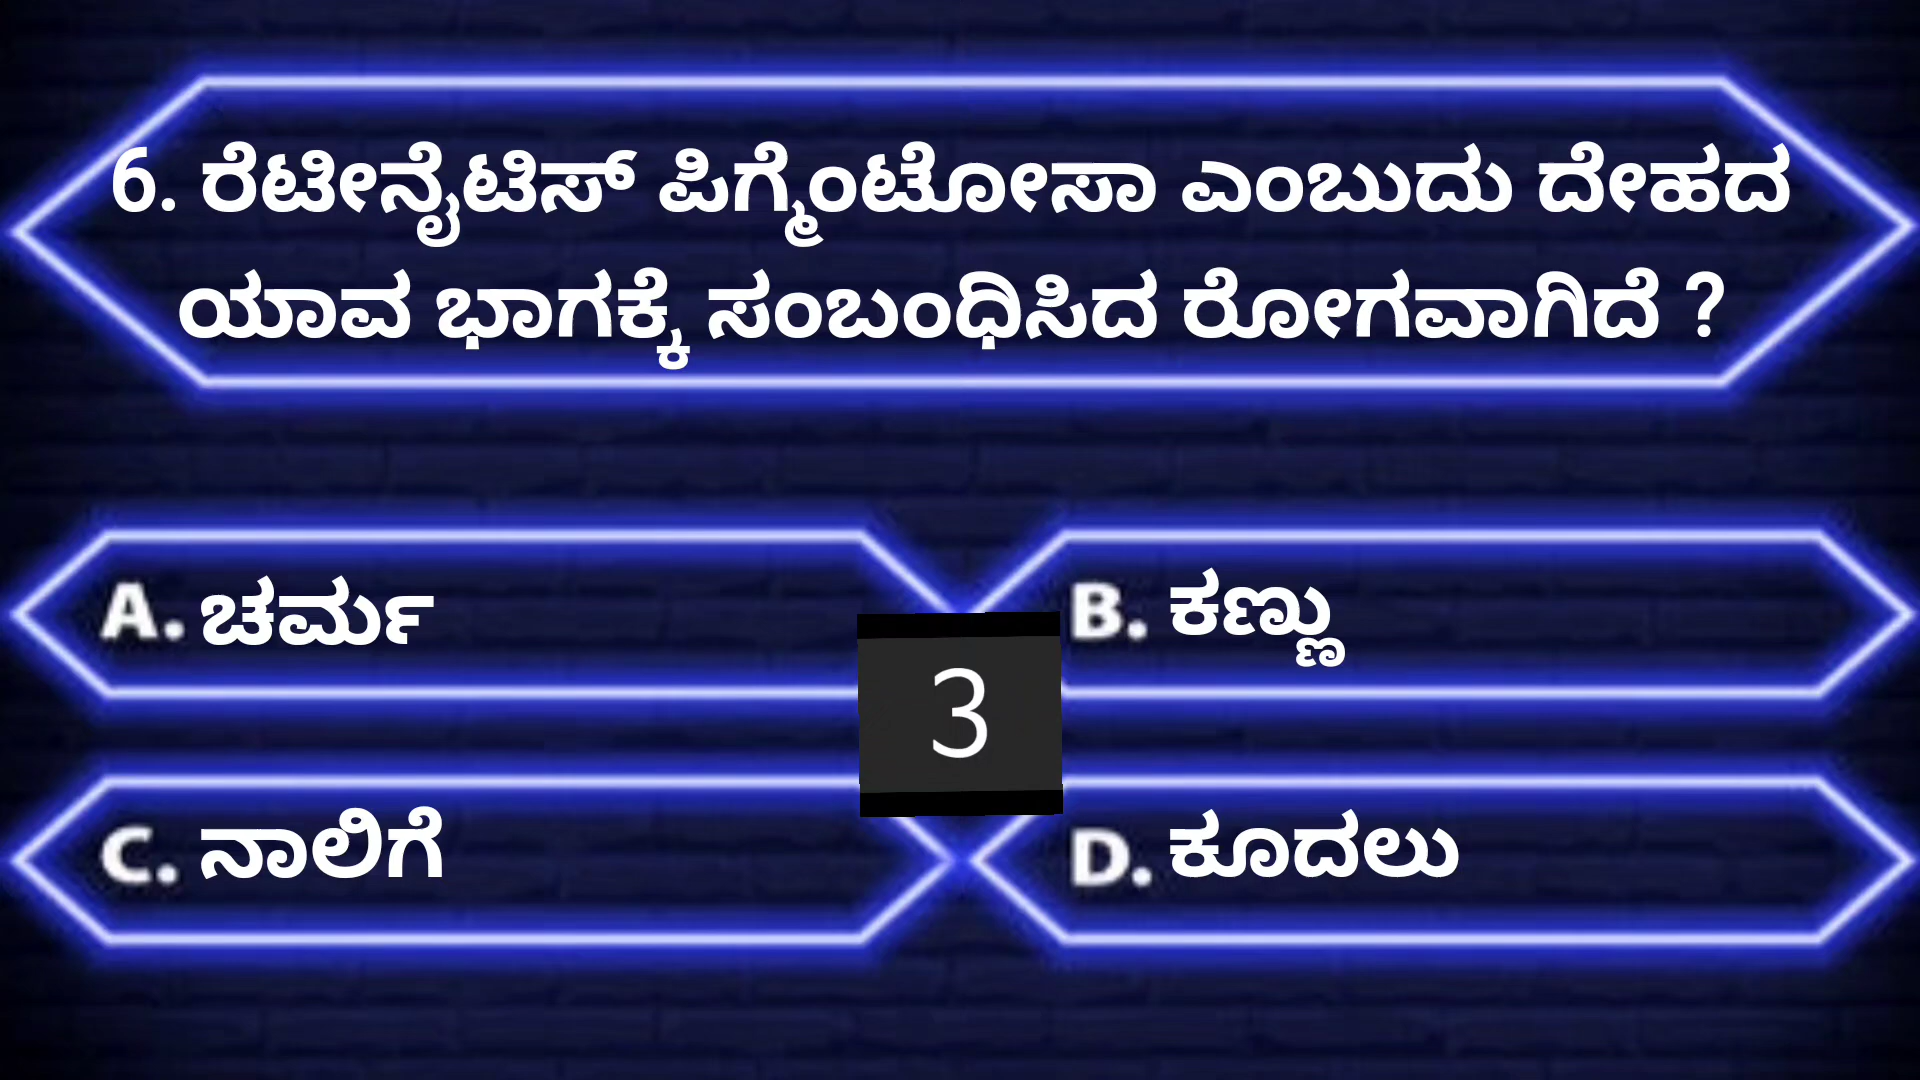 6. ರೆಟೀನೈಟಿಸ್ ಪಿಗ್ಮೆಂಟೋಸಾ ಎಂಬುದು ದೇಹದ
ಯಾವ ಭಾಗಕ್ಕೆ ಸಂಬಂಧಿಸಿದ ರೋಗವಾಗಿದೆ ?
A. ಚರ್ಮ
B. ಕಣ್ಣು
3
C. ನಾಲಿಗೆ
D. ಕೂದಲು